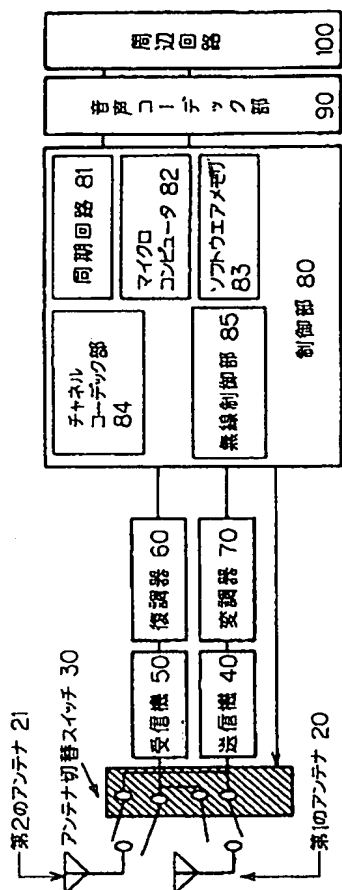 第2のアンテナ 21
アンテナ切替スイッチ 30
受信機 50
復調器 60
送信機 40
変調器 70
第1のアンテナ 20
チャネル
コーデック部
84
同期回路 81
マイクロ
コンピュータ 82
無線制御部 85
ソフトウエアメモリ
83
制御部 80
音声コーデック部
90
周辺回路
100